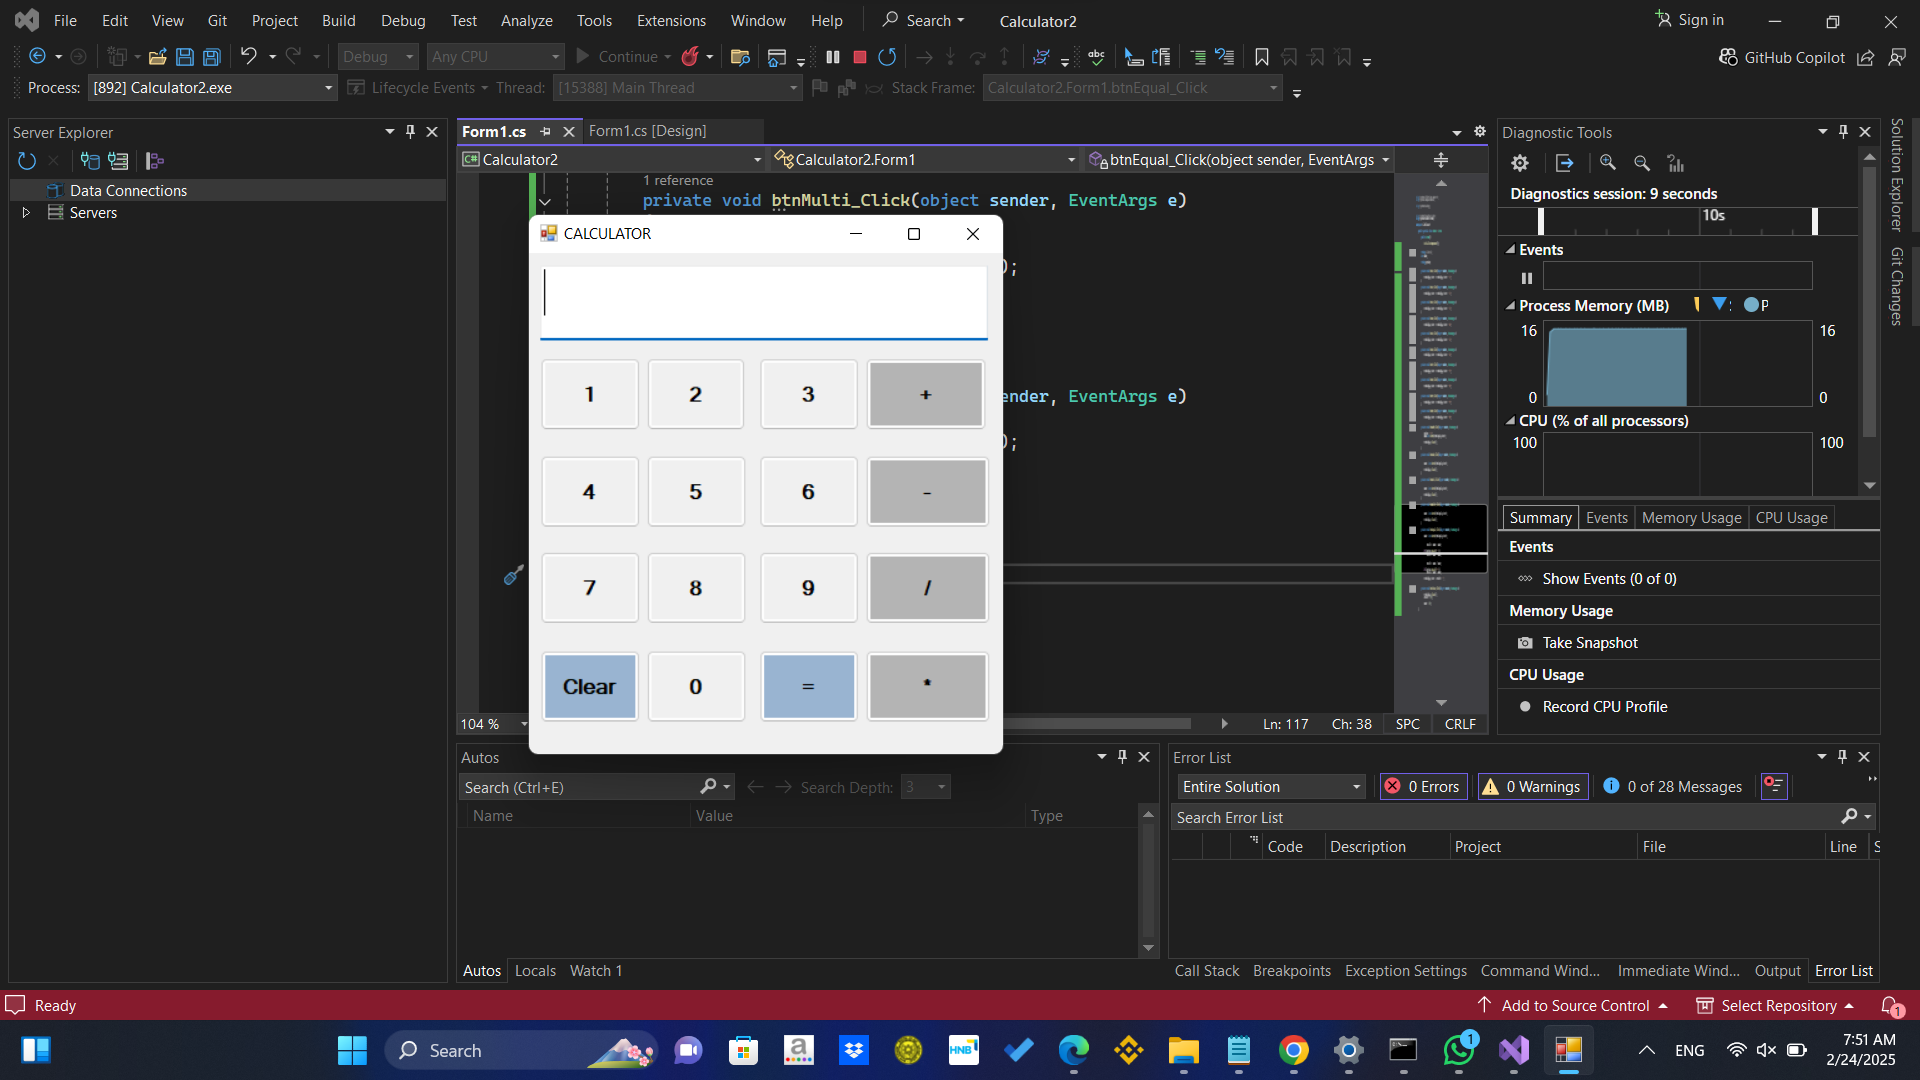 File Edit View Git Project Build Debug Test Analyze Tools Extensions Window Help Search Calculator2 Sign in
Debug Any CPU Continue abc GitHub Copilot
Process: [892] Calculator2.exe Lifecycle Events Thread: [15388] Main Thread Stack Frame: Calculator2.Form1.btnEqual_Click
Server Explorer
Data Connections
Servers
Form1.cs Form1.cs [Design]
C# Calculator2 Calculator2.Form1 btnEqual_Click(object sender, EventArgs
1 reference
private void btnMulti_Click(object sender, EventArgs e)
);
ender, EventArgs e)
);
CALCULATOR
1 2 3 +
4 5 6 -
7 8 9 /
Clear 0 = *
104 % Ln: 117 Ch: 38 SPC CRLF
Diagnostic Tools
Diagnostics session: 9 seconds
10s
Events
Process Memory (MB) P
16 16
0 0
CPU (% of all processors)
100 100
Summary Events Memory Usage CPU Usage
Events
Show Events (0 of 0)
Memory Usage
Take Snapshot
CPU Usage
Record CPU Profile
Solution Explorer
Git Changes
Autos
Search (Ctrl+E) Search Depth: 3
Name Value Type
Autos Locals Watch 1
Error List
Entire Solution 0 Errors 0 Warnings 0 of 28 Messages
Search Error List
Code Description Project File Line S
Call Stack Breakpoints Exception Settings Command Wind... Immediate Wind... Output Error List
Ready Add to Source Control Select Repository 1
Search a HNB 1 ENG 7:51 AM
2/24/2025